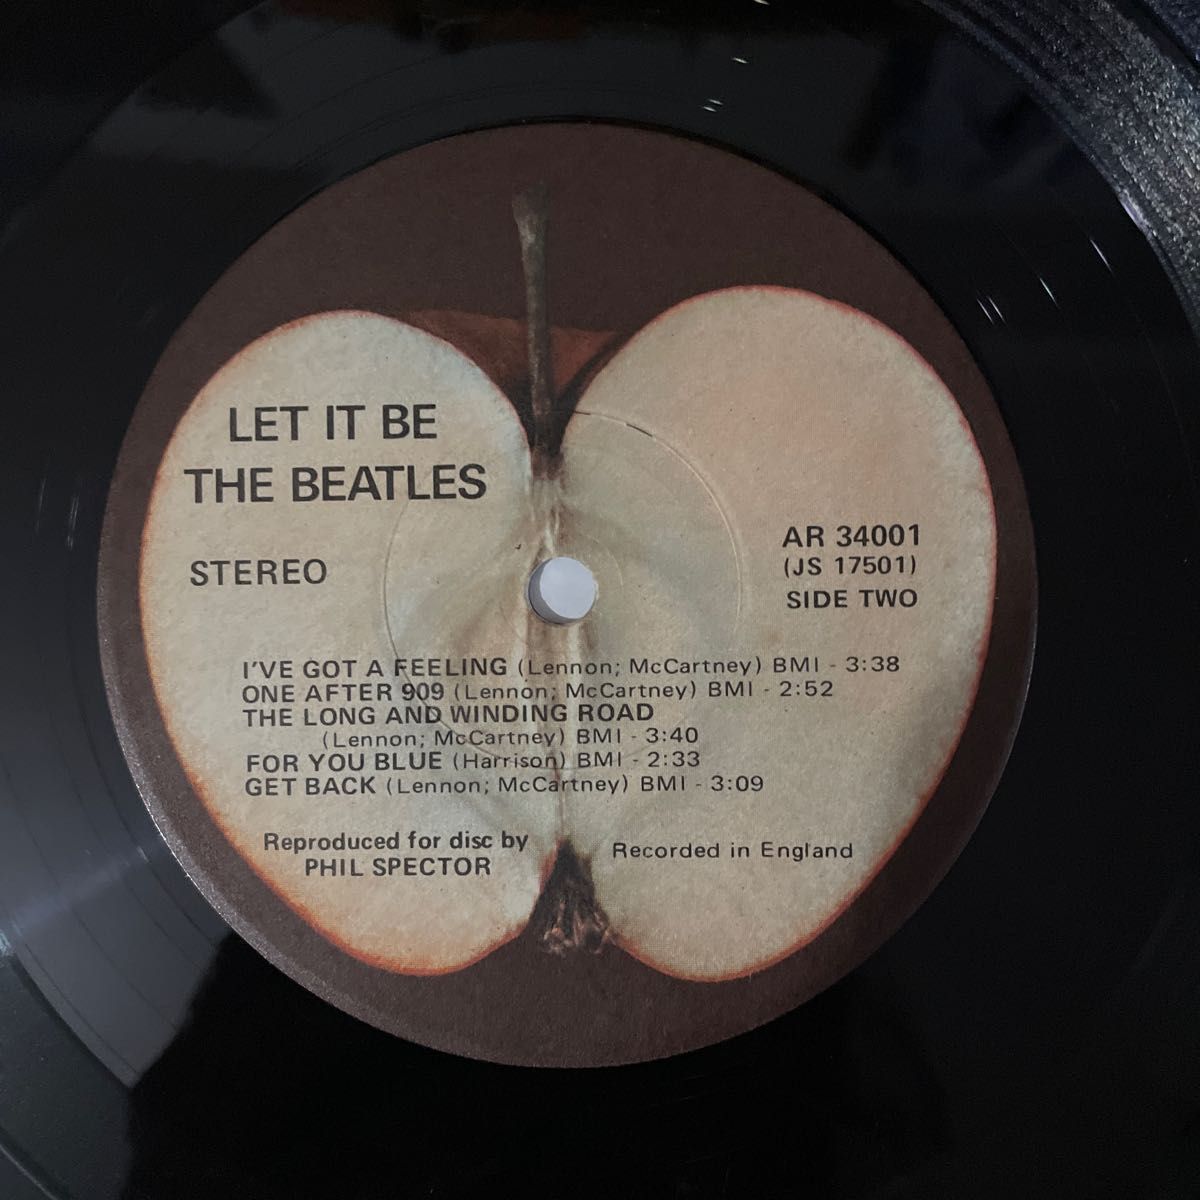 LET IT BE
THE BEATLES
STEREO
AR 34001
(JS 17501)
SIDE TWO
I'VE GOT A FEELING (Lennon; McCartney) BMI - 3:38
ONE AFTER 909 (Lennon; McCartney) BMI - 2:52
THE LONG AND WINDING ROAD
(Lennon; McCartney) BMI - 3:40
FOR YOU BLUE (Harrison) BMI - 2:33
GET BACK (Lennon; McCartney) BMI - 3:09
Reproduced for disc by
PHIL SPECTOR
Recorded in England